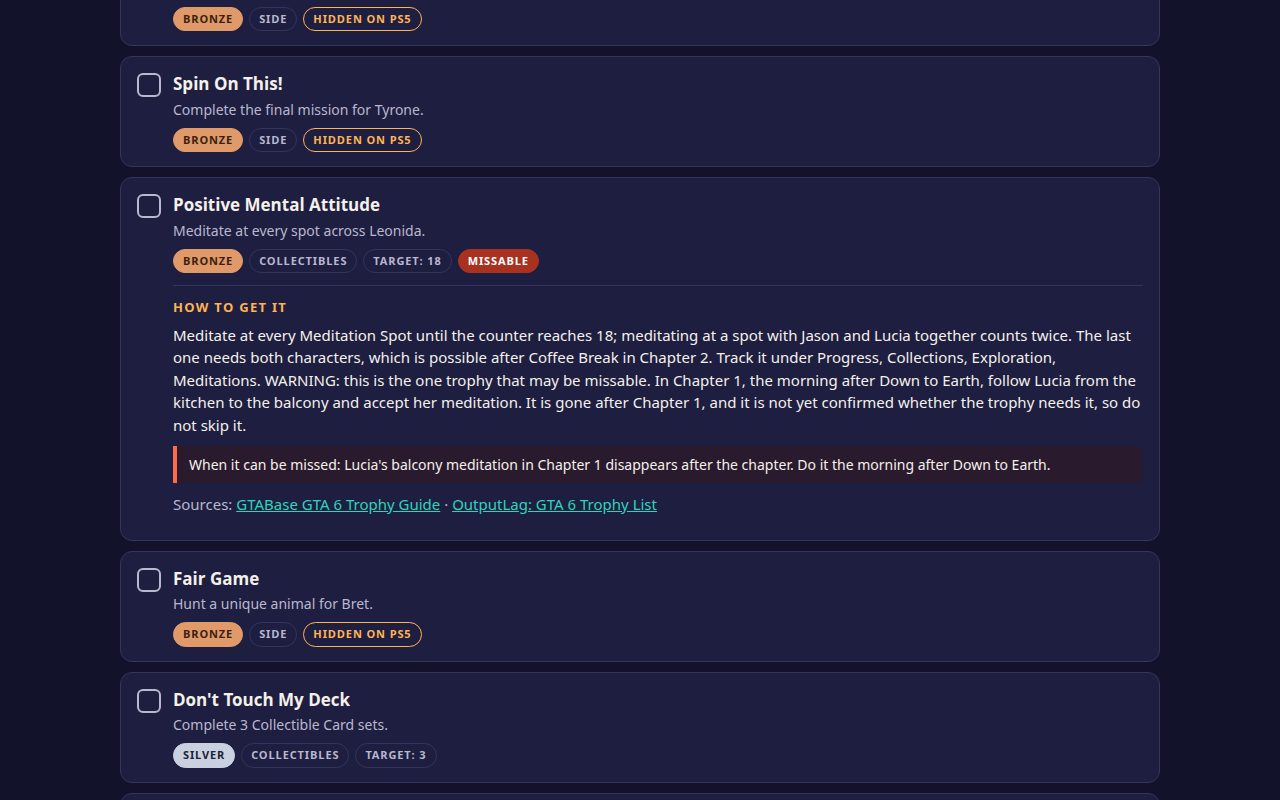 BRONZE SIDE HIDDEN ON PS5
Spin On This!
Complete the final mission for Tyrone.
BRONZE SIDE HIDDEN ON PS5
Positive Mental Attitude
Meditate at every spot across Leonida.
BRONZE COLLECTIBLES TARGET: 18 MISSABLE
HOW TO GET IT
Meditate at every Meditation Spot until the counter reaches 18; meditating at a spot with Jason and Lucia together counts twice. The last
one needs both characters, which is possible after Coffee Break in Chapter 2. Track it under Progress, Collections, Exploration,
Meditations. WARNING: this is the one trophy that may be missable. In Chapter 1, the morning after Down to Earth, follow Lucia from the
kitchen to the balcony and accept her meditation. It is gone after Chapter 1, and it is not yet confirmed whether the trophy needs it, so do
not skip it.
When it can be missed: Lucia's balcony meditation in Chapter 1 disappears after the chapter. Do it the morning after Down to Earth.
Sources: GTABase GTA 6 Trophy Guide · OutputLag: GTA 6 Trophy List
Fair Game
Hunt a unique animal for Bret.
BRONZE SIDE HIDDEN ON PS5
Don't Touch My Deck
Complete 3 Collectible Card sets.
SILVER COLLECTIBLES TARGET: 3